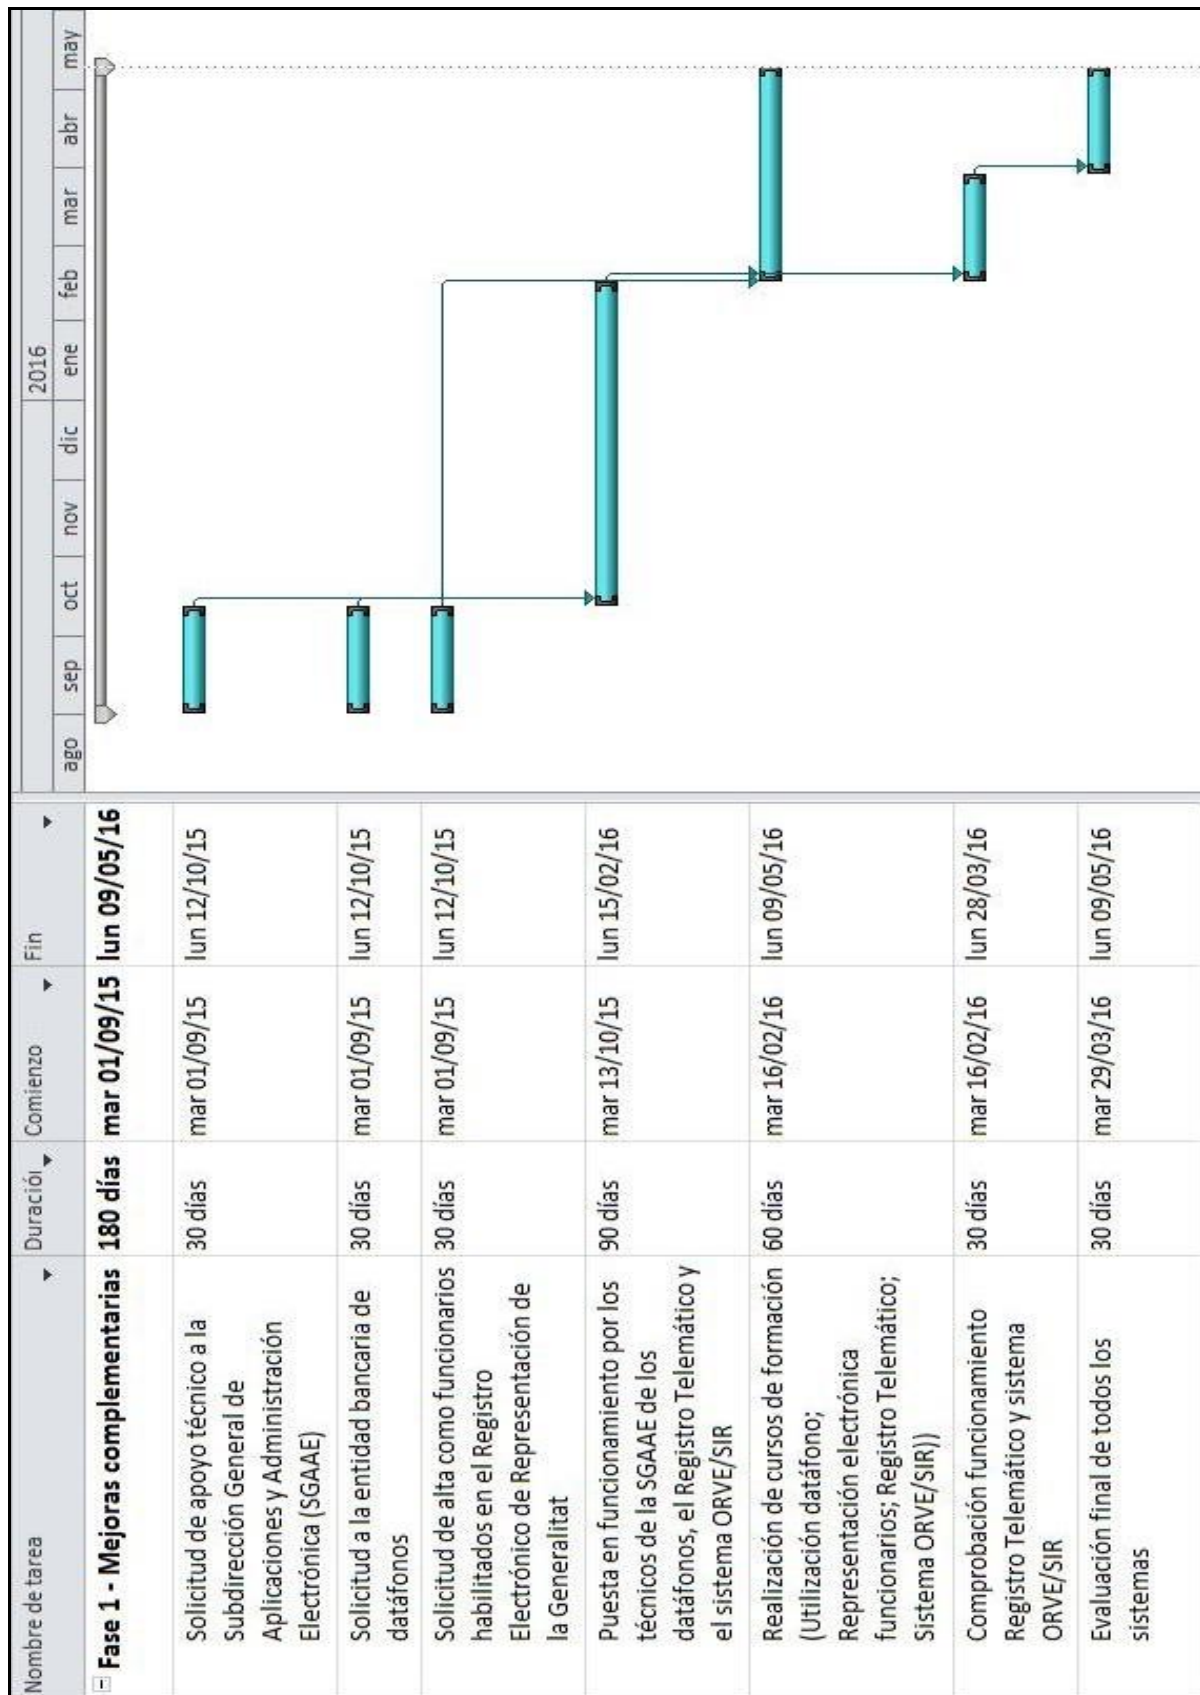 Nombre de tarea Duración Comienzo Fin
2016
ago sep oct nov dic ene feb mar abr may
Fase 1 - Mejoras complementarias 180 días mar 01/09/15 lun 09/05/16
Solicitud de apoyo técnico a la 30 días mar 01/09/15 lun 12/10/15
Subdirección General de
Aplicaciones y Administración
Electrónica (SGAAE)
Solicitud a la entidad bancaria de 30 días mar 01/09/15 lun 12/10/15
datáfonos
Solicitud de alta como funcionarios 30 días mar 01/09/15 lun 12/10/15
habilitados en el Registro
Electrónico de Representación de
la Generalitat
Puesta en funcionamiento por los 90 días mar 13/10/15 lun 15/02/16
técnicos de la SGAAE de los
datáfonos, el Registro Telemático y
el sistema ORVE/SIR
Realización de cursos de formación 60 días mar 16/02/16 lun 09/05/16
(Utilización datáfono;
Representación electrónica
funcionarios; Registro Telemático;
Sistema ORVE/SIR))
Comprobación funcionamiento 30 días mar 16/02/16 lun 28/03/16
Registro Telemático y sistema
ORVE/SIR
Evaluación final de todos los 30 días mar 29/03/16 lun 09/05/16
sistemas